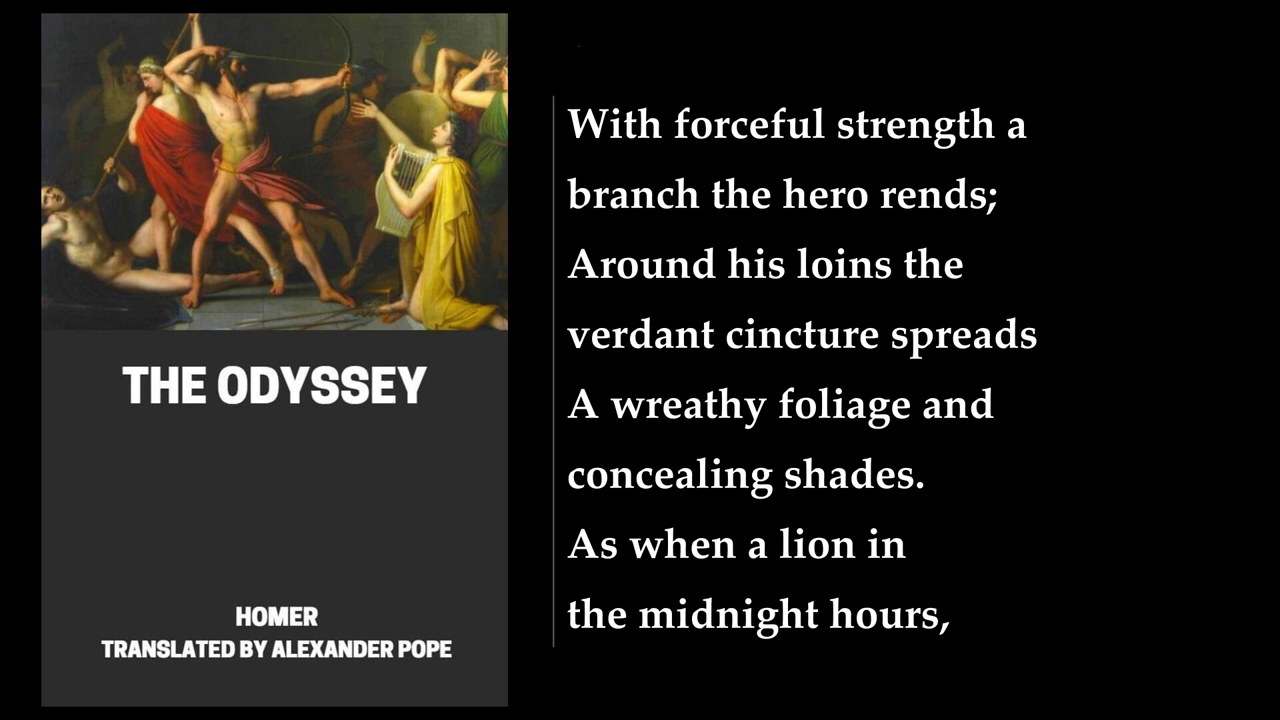 THE ODYSSEY
HOMER
TRANSLATED BY ALEXANDER POPE
With forceful strength a
branch the hero rends;
Around his loins the
verdant cincture spreads
A wreathy foliage and
concealing shades.
As when a lion in
the midnight hours,